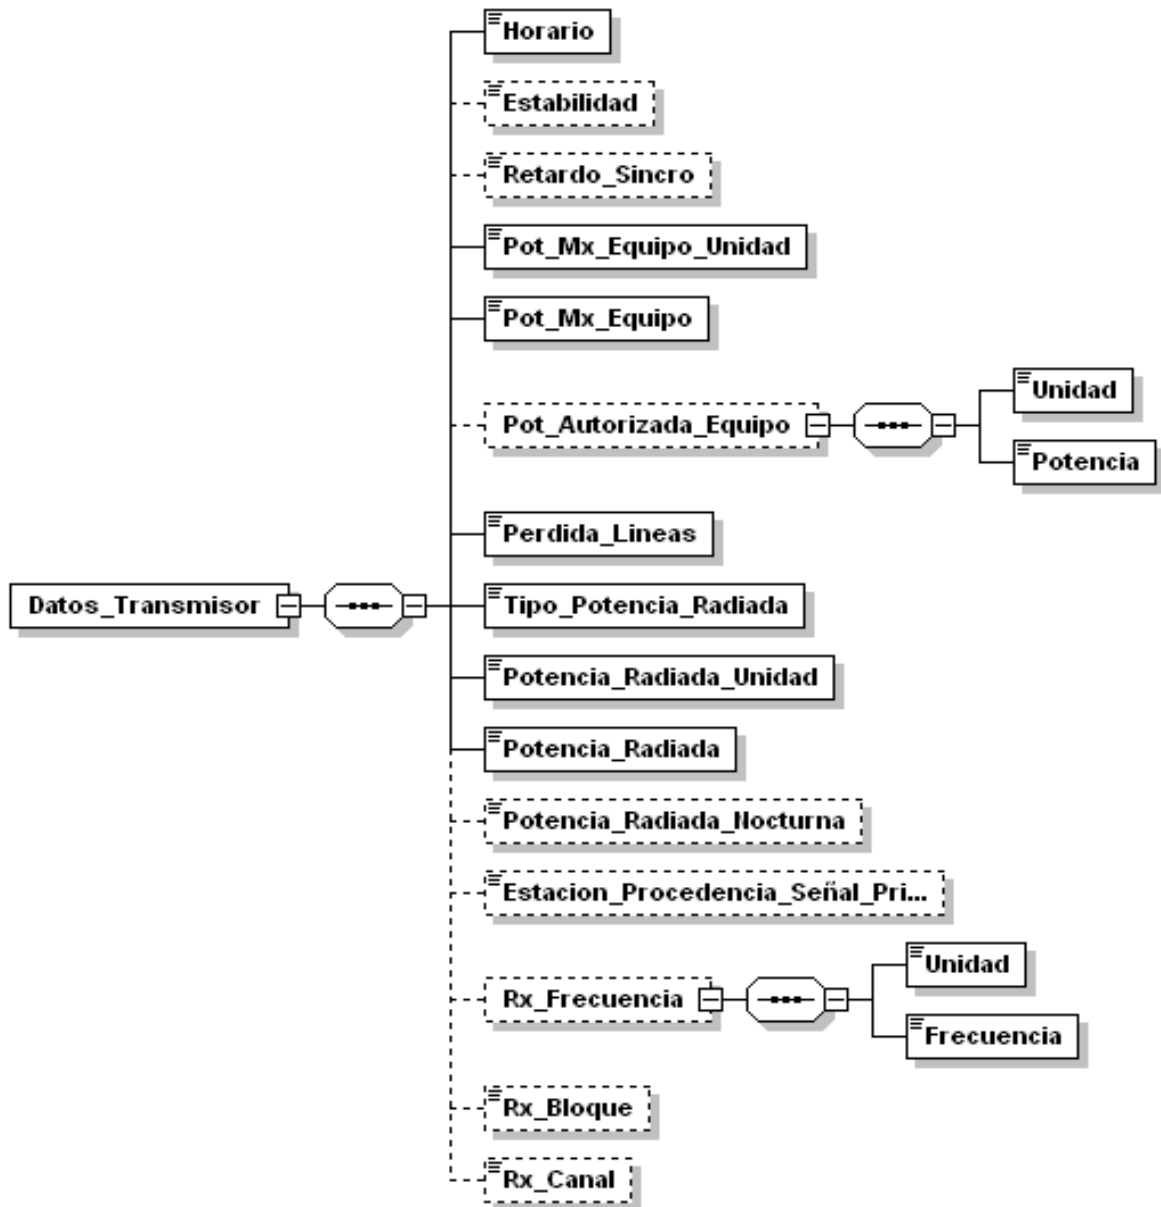 Horario
Estabilidad
Retardo_Sincro
Pot_Mx_Equipo_Unidad
Pot_Mx_Equipo
Pot_Autorizada_Equipo
Unidad
Potencia
Perdida_Lineas
Datos_Transmisor
Tipo_Potencia_Radiada
Potencia_Radiada_Unidad
Potencia_Radiada
Potencia_Radiada_Nocturna
Estacion_Procedencia_Señal_Pri...
Rx_Frecuencia
Unidad
Frecuencia
Rx_Bloque
Rx_Canal